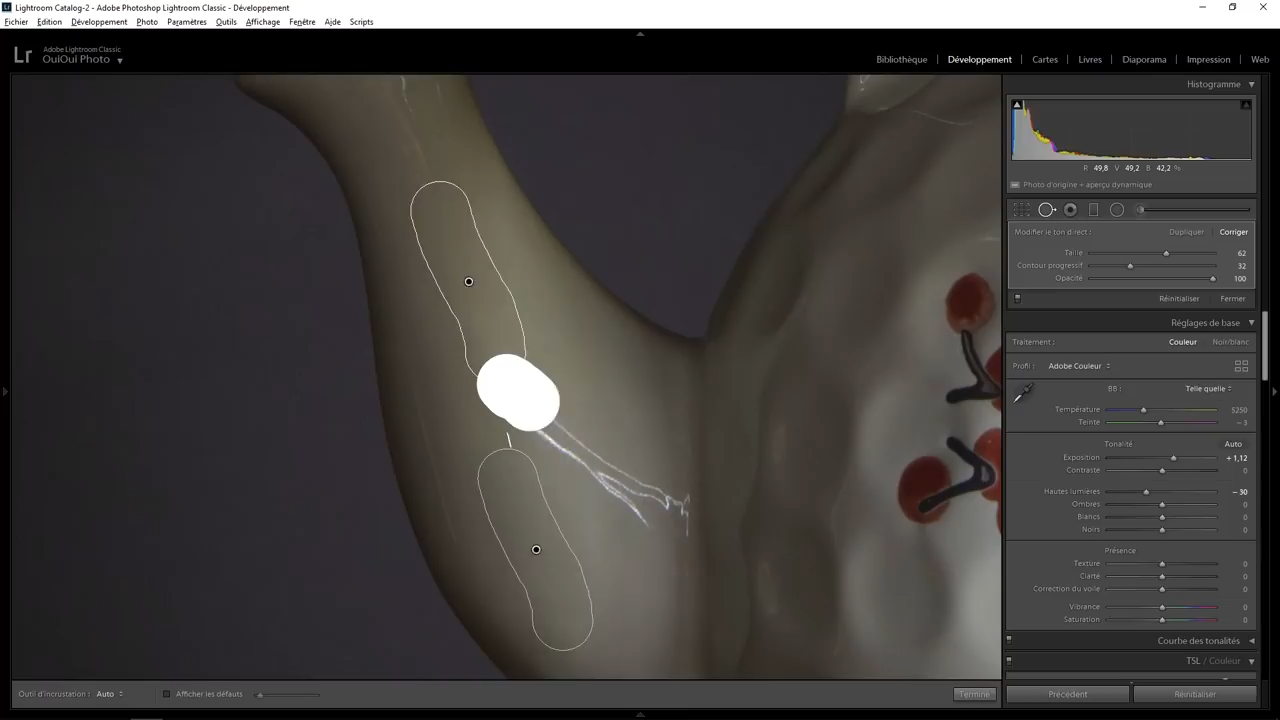 Lightroom Catalog-2 - Adobe Photoshop Lightroom Classic - Développement
Fichier Edition Développement Photo Paramètres Outils Affichage Fenêtre Aide Scripts
Lr Adobe Lightroom Classic
OuiOui Photo
Bibliothèque Développement Cartes Livres Diaporama Impression Web
Histogramme
R 49,8 V 49,2 B 42,2 %
Photo d'origine + aperçu dynamique
Modifier le ton direct : Dupliquer Corriger
Taille 62
Contour progressif 32
Opacité 100
Réinitialiser Fermer
Réglages de base
Traitement : Couleur Noir/blanc
Profil : Adobe Couleur
BB : Telle quelle
Température 5250
Teinte - 3
Tonalité Auto
Exposition + 1,12
Contraste 0
Hautes lumières - 30
Ombres 0
Blancs 0
Noirs 0
Présence
Texture 0
Clarté 0
Correction du voile 0
Vibrance 0
Saturation 0
Courbe des tonalités
TSL / Couleur
Outil d'incrustation : Auto Afficher les défauts Terminé
Précédent Réinitialiser